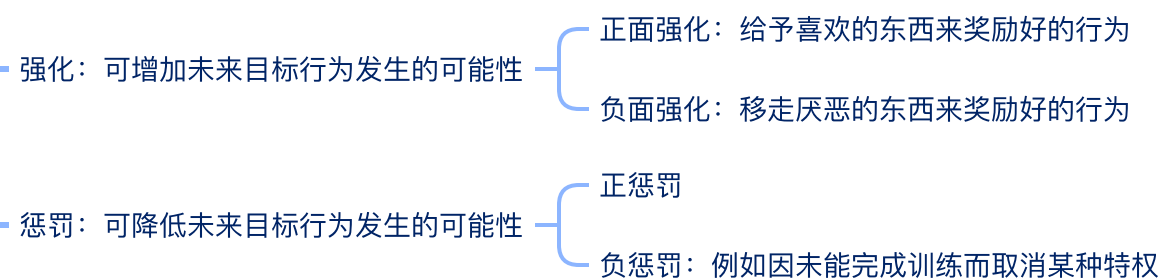 正面强化：给予喜欢的东西来奖励好的行为
强化：可增加未来目标行为发生的可能性
负面强化：移走厌恶的东西来奖励好的行为
正惩罚
惩罚：可降低未来目标行为发生的可能性
负惩罚：例如因未能完成训练而取消某种特权